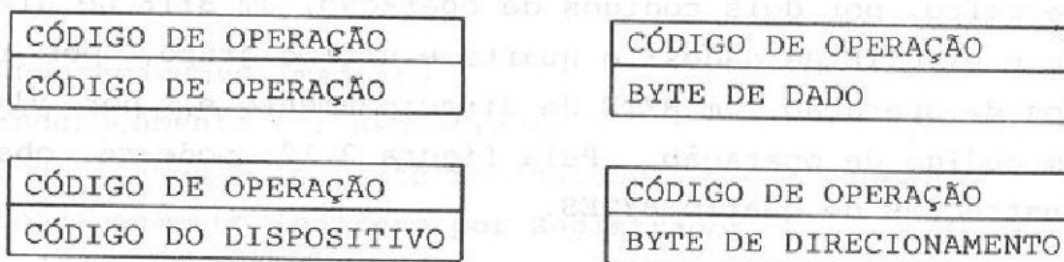 CÓDIGO DE OPERAÇÃO
CÓDIGO DE OPERAÇÃO
CÓDIGO DE OPERAÇÃO
BYTE DE DADO
CÓDIGO DE OPERAÇÃO
CÓDIGO DO DISPOSITIVO
CÓDIGO DE OPERAÇÃO
BYTE DE DIRECIONAMENTO